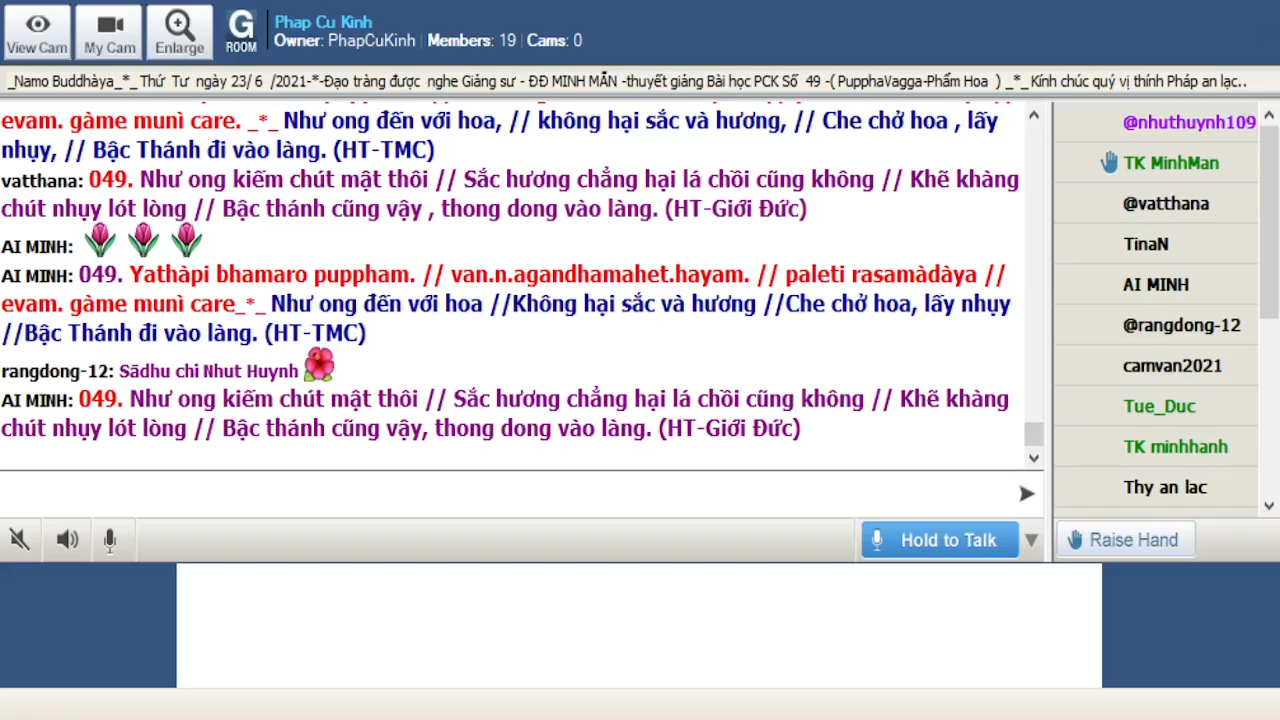 View Cam
My Cam
Enlarge
G
ROOM
Phap Cu Kinh
Owner: PhapCuKinh | Members: 19 | Cams: 0
_Namo Buddhàya_*_Thứ Tư ngày 23/ 6 /2021-*-Đạo tràng được nghe Giảng sư - ĐĐ MINH MẪN -thuyết giảng Bài học PCK Số 49 -( PupphaVagga-Phẩm Hoa ) _*_Kính chúc quý vị thính Pháp an lạc..
evam. gàme munì care. _*_ Như ong đến với hoa, // không hại sắc và hương, // Che chở hoa , lấy
nhụy, // Bậc Thánh đi vào làng. (HT-TMC)
vatthana: 049. Như ong kiếm chút mật thôi // Sắc hương chẳng hại lá chồi cũng không // Khẽ khàng
chút nhụy lót lòng // Bậc thánh cũng vậy , thong dong vào làng. (HT-Giới Đức)
AI MINH:
AI MINH: 049. Yathàpi bhamaro puppham. // van.n.agandhamahet.hayam. // paleti rasamàdàya //
evam. gàme munì care_*_ Như ong đến với hoa //Không hại sắc và hương //Che chở hoa, lấy nhụy
//Bậc Thánh đi vào làng. (HT-TMC)
rangdong-12: Sādhu chi Nhut Huynh
AI MINH: 049. Như ong kiếm chút mật thôi // Sắc hương chẳng hại lá chồi cũng không // Khẽ khàng
chút nhụy lót lòng // Bậc thánh cũng vậy, thong dong vào làng. (HT-Giới Đức)
@nhuthuynh109
TK MinhMan
@vatthana
TinaN
AI MINH
@rangdong-12
camvan2021
Tue_Duc
TK minhhanh
Thy an lac
Hold to Talk
Raise Hand